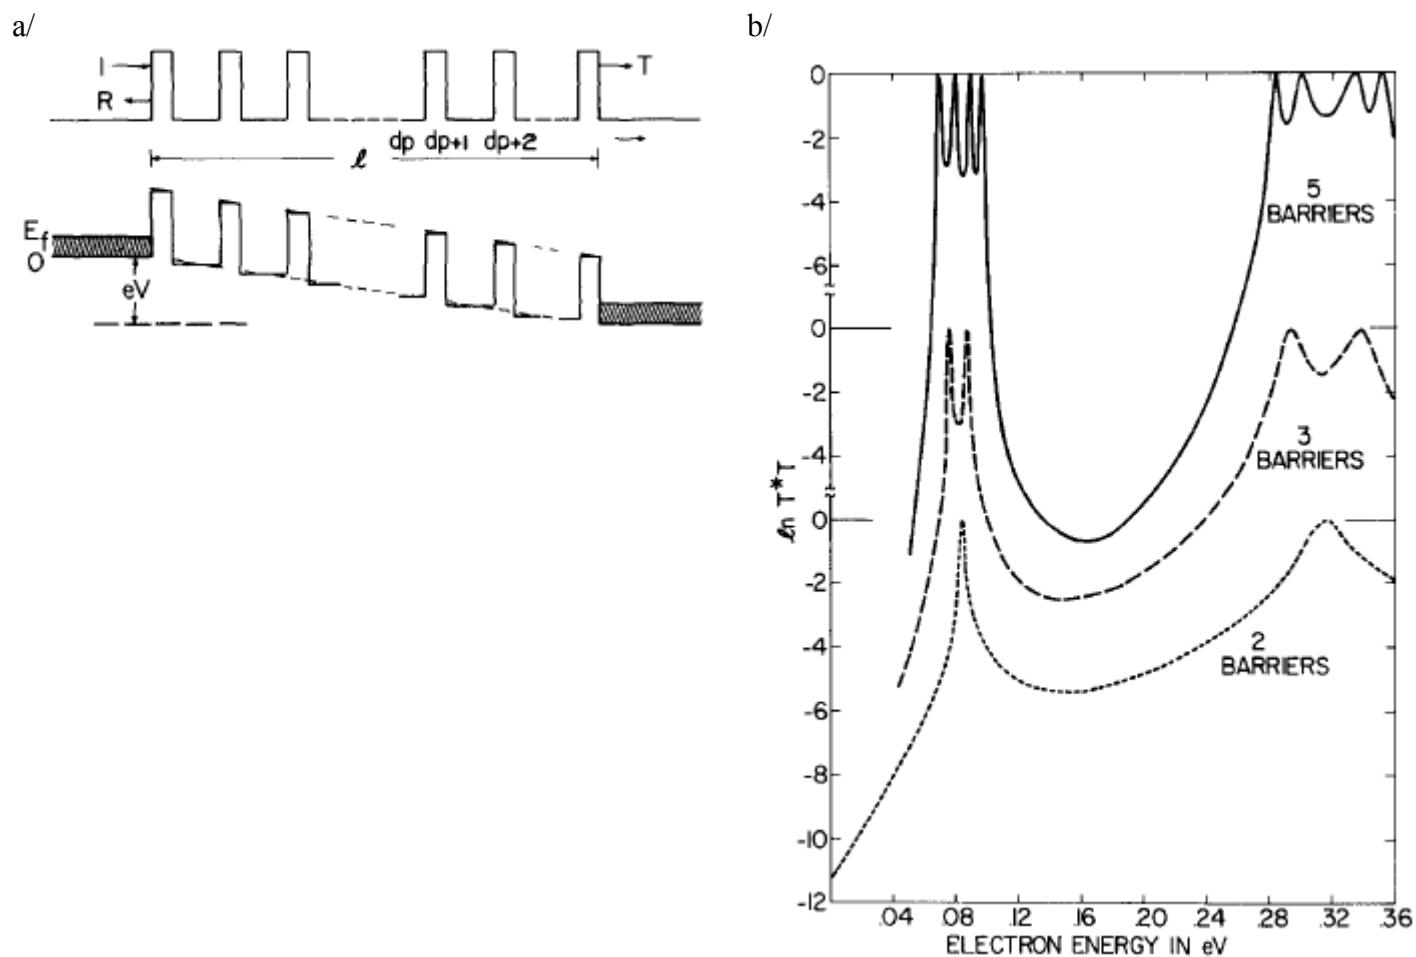 a/
I
T
R
dp dp+1 dp+2
ℓ
Ef
O
eV
b/
0
-2
-4
-6
0
-2
-4
0
-2
-4
-6
-8
-10
-12
ℓn T*T
5
BARRIERS
3
BARRIERS
2
BARRIERS
.04 .08 .12 .16 .20 .24 .28 .32 .36
ELECTRON ENERGY IN eV